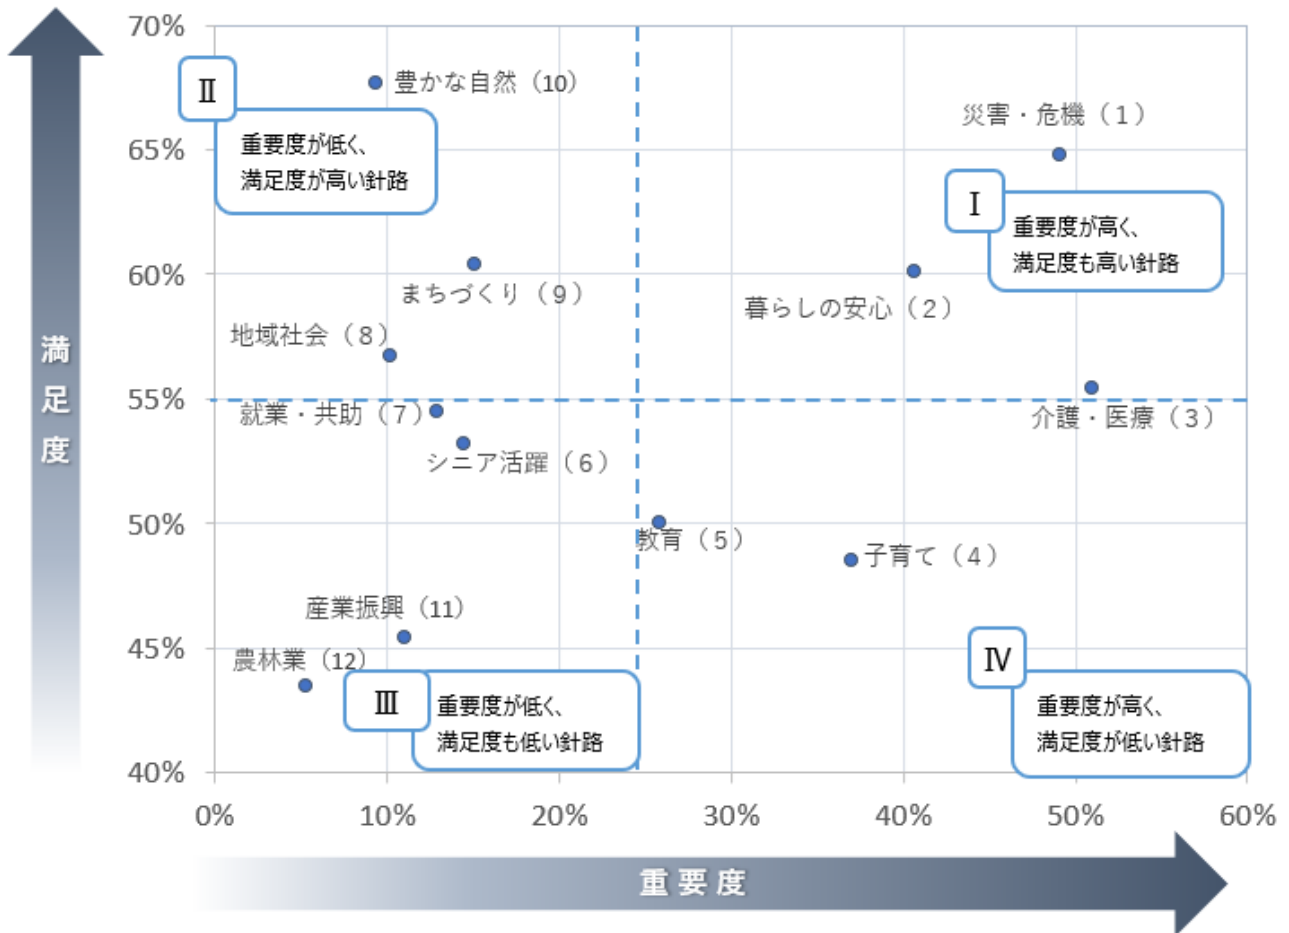 70%
豊かな自然（10）
Ⅱ
災害・危機（１）
重要度が低く、
満足度が高い針路
65%
Ⅰ
重要度が高く、
満足度も高い針路
60%
まちづくり（９）
暮らしの安心（２）
地域社会（８）
満足度
55%
就業・共助（７）
介護・医療（３）
シニア活躍（６）
50%
教育（５）
子育て（４）
産業振興（11）
45%
農林業（12）
Ⅲ
重要度が低く、
満足度も低い針路
Ⅳ
重要度が高く、
満足度が低い針路
40%
0% 10% 20% 30% 40% 50% 60%
重要度